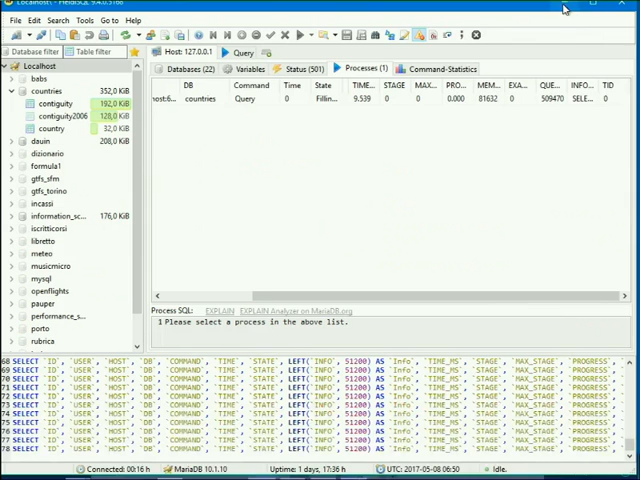 Localhost\ - HeidiSQL 9.4.0.5166
File Edit Search Tools Go to Help
Database filter Table filter Host: 127.0.0.1 Query
Databases (22) Variables Status (501) Processes (1) Command-Statistics
Localhost
babs
countries 352,0 KiB
contiguity 192,0 KiB
contiguity2006 128,0 KiB
country 32,0 KiB
dauin 208,0 KiB
dizionario
formula1
gtfs_sfm
gtfs_torino
incassi
information_sc... 176,0 KiB
iscritticorsi
libretto
meteo
musicmicro
mysql
openflights
pauper
performance_s...
porto
rubrica
DB Command Time State TIME... STAGE MAX... PRO... MEM... EXA... QUE... INFO... TID
host:6... countries Query 0 Fillin... 9.539 0 0 0.000 81632 0 509470 SELE... 0
Process SQL: EXPLAIN EXPLAIN Analyzer on MariaDB.org
1 Please select a process in the above list.
68 SELECT `ID`, `USER`, `HOST`, `DB`, `COMMAND`, `TIME`, `STATE`, LEFT(`INFO`, 51200) AS `Info`, `TIME_MS`, `STAGE`, `MAX_STAGE`, `PROGRESS`,
69 SELECT `ID`, `USER`, `HOST`, `DB`, `COMMAND`, `TIME`, `STATE`, LEFT(`INFO`, 51200) AS `Info`, `TIME_MS`, `STAGE`, `MAX_STAGE`, `PROGRESS`,
70 SELECT `ID`, `USER`, `HOST`, `DB`, `COMMAND`, `TIME`, `STATE`, LEFT(`INFO`, 51200) AS `Info`, `TIME_MS`, `STAGE`, `MAX_STAGE`, `PROGRESS`,
71 SELECT `ID`, `USER`, `HOST`, `DB`, `COMMAND`, `TIME`, `STATE`, LEFT(`INFO`, 51200) AS `Info`, `TIME_MS`, `STAGE`, `MAX_STAGE`, `PROGRESS`,
72 SELECT `ID`, `USER`, `HOST`, `DB`, `COMMAND`, `TIME`, `STATE`, LEFT(`INFO`, 51200) AS `Info`, `TIME_MS`, `STAGE`, `MAX_STAGE`, `PROGRESS`,
73 SELECT `ID`, `USER`, `HOST`, `DB`, `COMMAND`, `TIME`, `STATE`, LEFT(`INFO`, 51200) AS `Info`, `TIME_MS`, `STAGE`, `MAX_STAGE`, `PROGRESS`,
74 SELECT `ID`, `USER`, `HOST`, `DB`, `COMMAND`, `TIME`, `STATE`, LEFT(`INFO`, 51200) AS `Info`, `TIME_MS`, `STAGE`, `MAX_STAGE`, `PROGRESS`,
75 SELECT `ID`, `USER`, `HOST`, `DB`, `COMMAND`, `TIME`, `STATE`, LEFT(`INFO`, 51200) AS `Info`, `TIME_MS`, `STAGE`, `MAX_STAGE`, `PROGRESS`,
76 SELECT `ID`, `USER`, `HOST`, `DB`, `COMMAND`, `TIME`, `STATE`, LEFT(`INFO`, 51200) AS `Info`, `TIME_MS`, `STAGE`, `MAX_STAGE`, `PROGRESS`,
77 SELECT `ID`, `USER`, `HOST`, `DB`, `COMMAND`, `TIME`, `STATE`, LEFT(`INFO`, 51200) AS `Info`, `TIME_MS`, `STAGE`, `MAX_STAGE`, `PROGRESS`,
78 SELECT `ID`, `USER`, `HOST`, `DB`, `COMMAND`, `TIME`, `STATE`, LEFT(`INFO`, 51200) AS `Info`, `TIME_MS`, `STAGE`, `MAX_STAGE`, `PROGRESS`,
Connected: 00:16 h MariaDB 10.1.10 Uptime: 1 days, 17:36 h UTC: 2017-05-08 06:50 Idle.